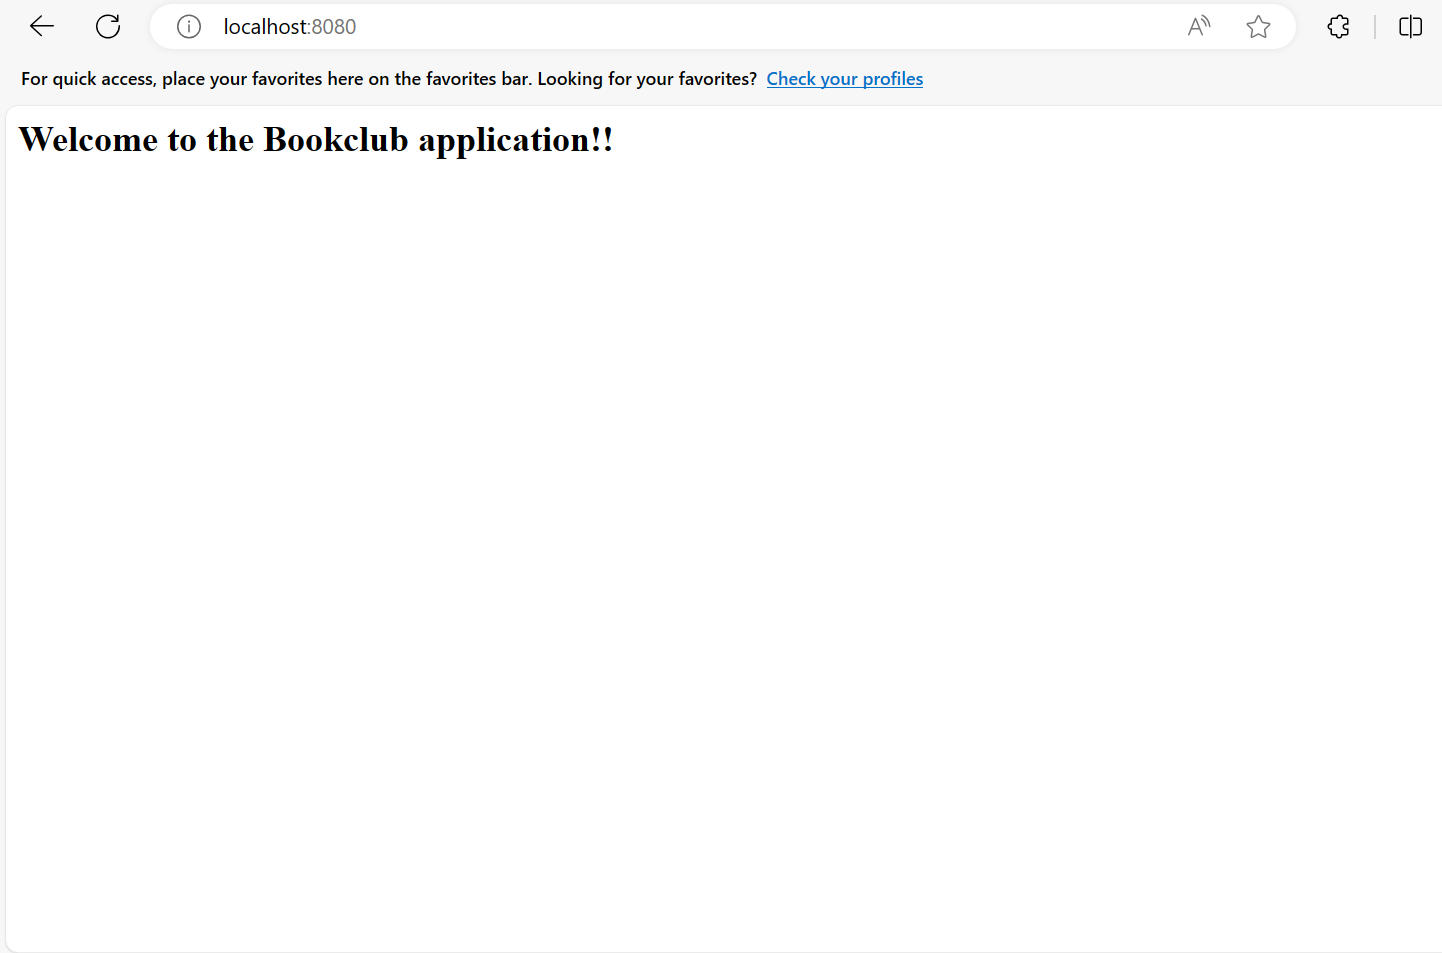 localhost:8080
For quick access, place your favorites here on the favorites bar. Looking for your favorites? Check your profiles
Welcome to the Bookclub application!!